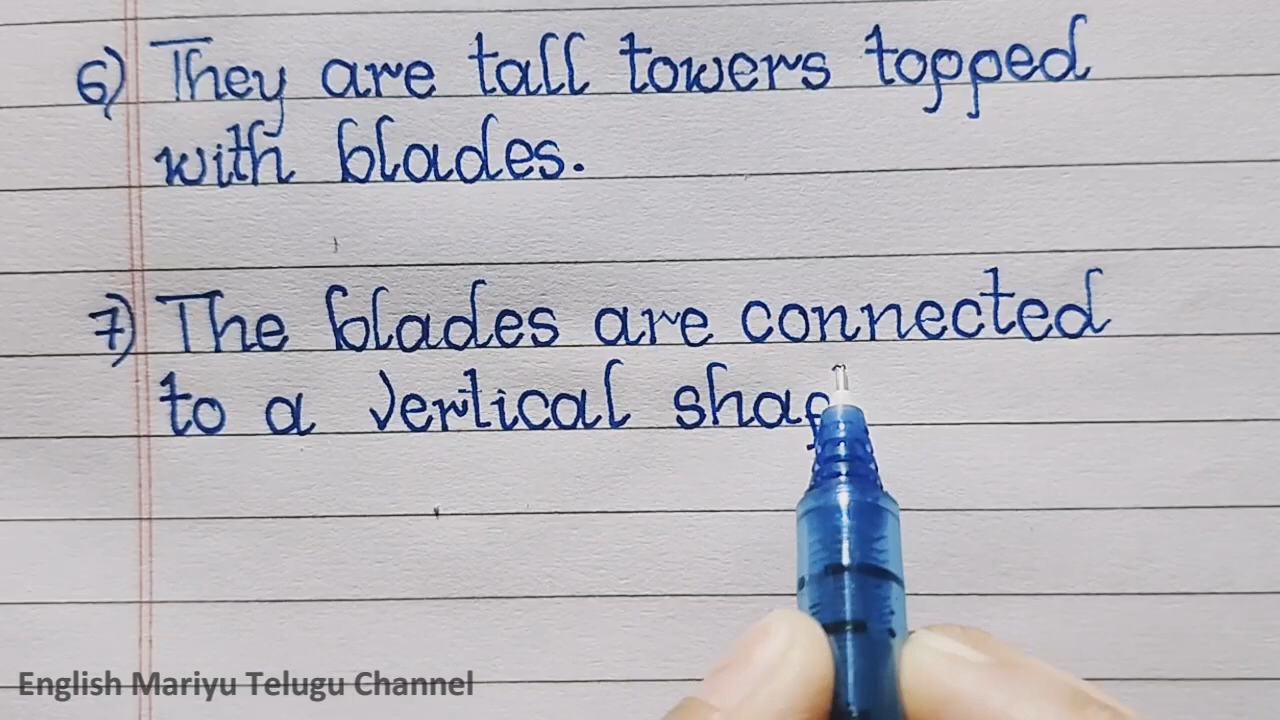 6) They are tall towers topped
with blades.
7) The blades are connected
to a vertical
English Mariyu Telugu Channel